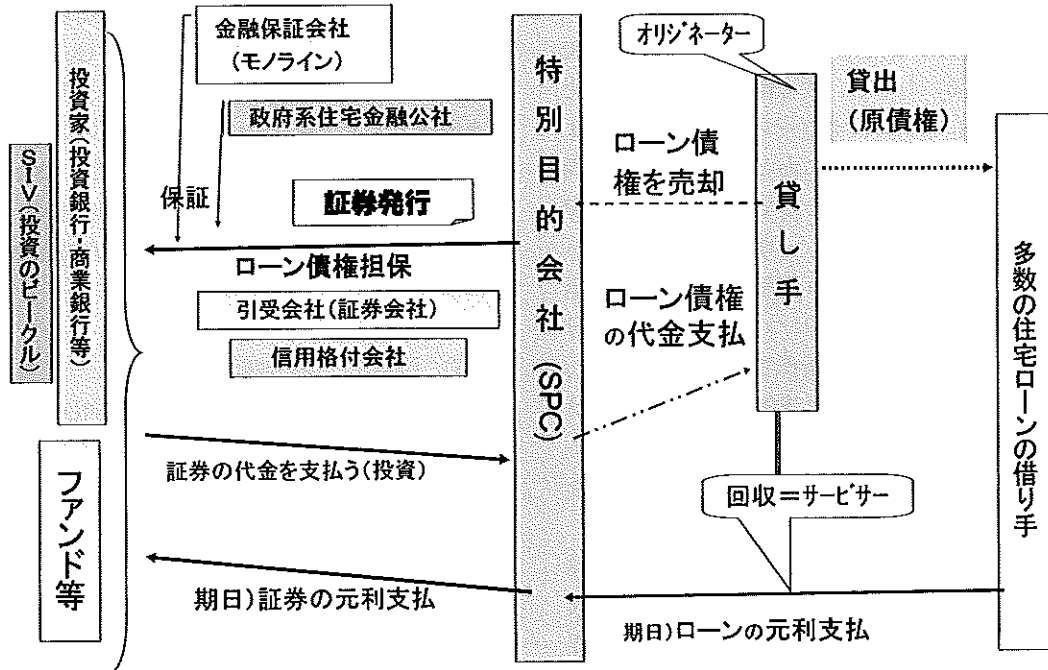 金融保証会社
(モノライン)
政府系住宅金融公社
保証
証券発行
ローン債権担保
引受会社(証券会社)
信用格付会社
投資家(投資銀行・商業銀行等)
SIV(投資のビークル)
ファンド等
証券の代金を支払う(投資)
期日)証券の元利支払
特別目的会社(SPC)
オリジネーター
貸し手
ローン債
権を売却
ローン債権
の代金支払
貸出
(原債権)
回収=サービサー
期日)ローンの元利支払
多数の住宅ローンの借り手